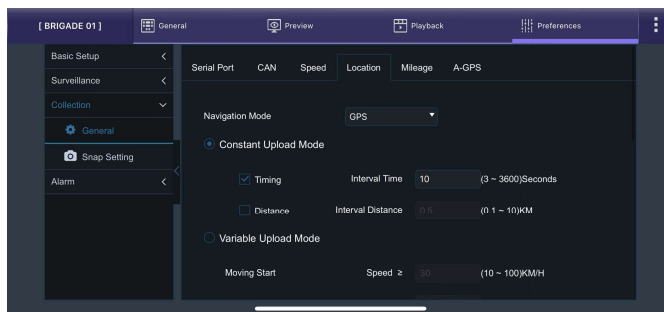 [ BRIGADE 01 ] General Preview Playback Preferences
Basic Setup
Surveillance
Collection
General
Snap Setting
Alarm
Serial Port CAN Speed Location Mileage A-GPS
Navigation Mode GPS
Constant Upload Mode
Timing Interval Time 10 (3 ~ 3600)Seconds
Distance Interval Distance 0.5 (0.1 ~ 10)KM
Variable Upload Mode
Moving Start Speed ≥ 30 (10 ~ 100)KM/H